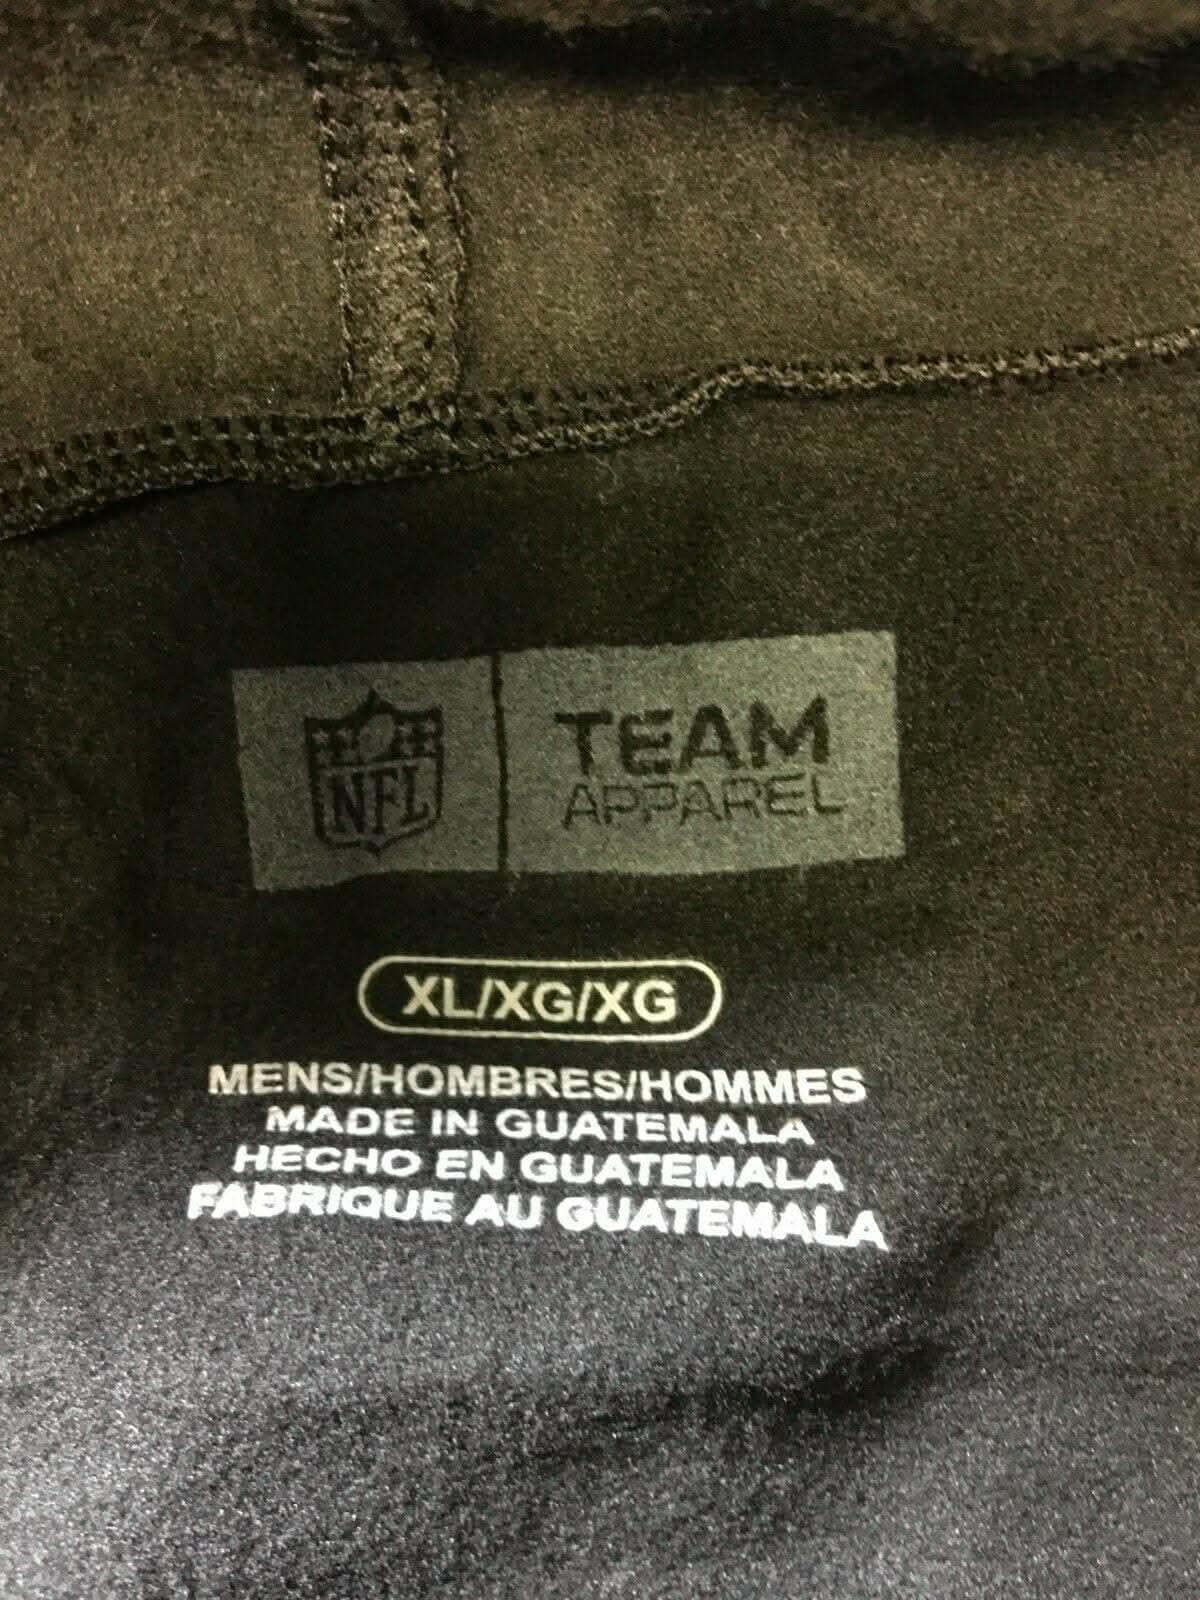 NFL
TEAM
APPAREL
XL/XG/XG
MENS/HOMBRES/HOMMES
MADE IN GUATEMALA
HECHO EN GUATEMALA
FABRIQUE AU GUATEMALA